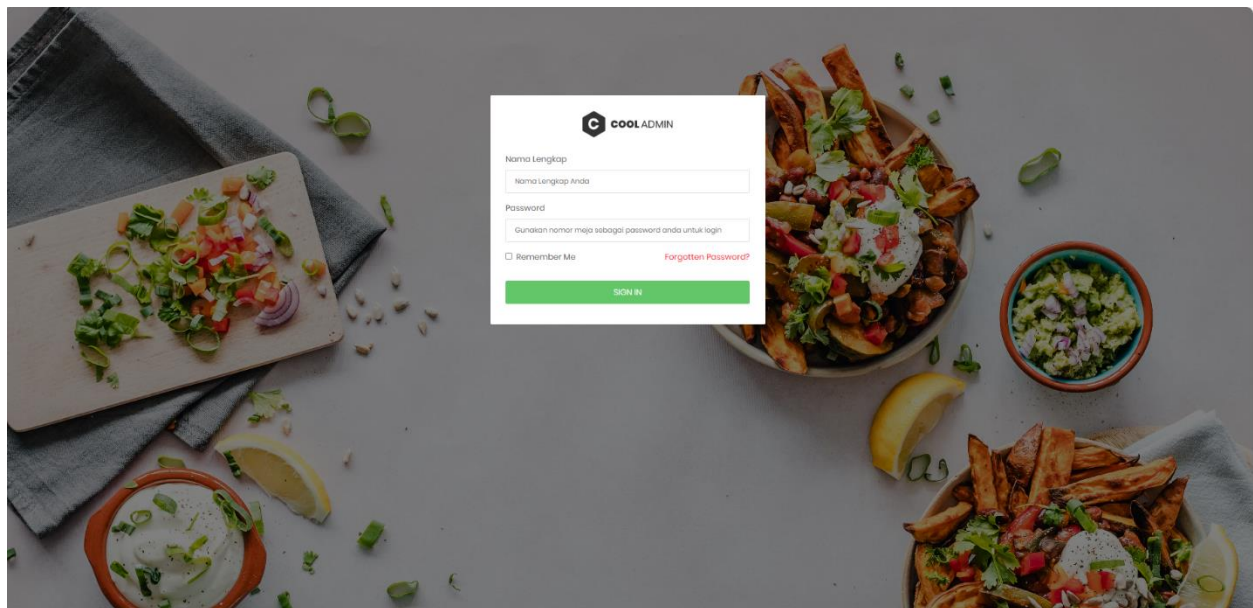 COOL ADMIN
Nama Lengkap
Nama Lengkap Anda
Password
Gunakan nomor meja sebagai password anda untuk login
Remember Me Forgotten Password?
SIGN IN